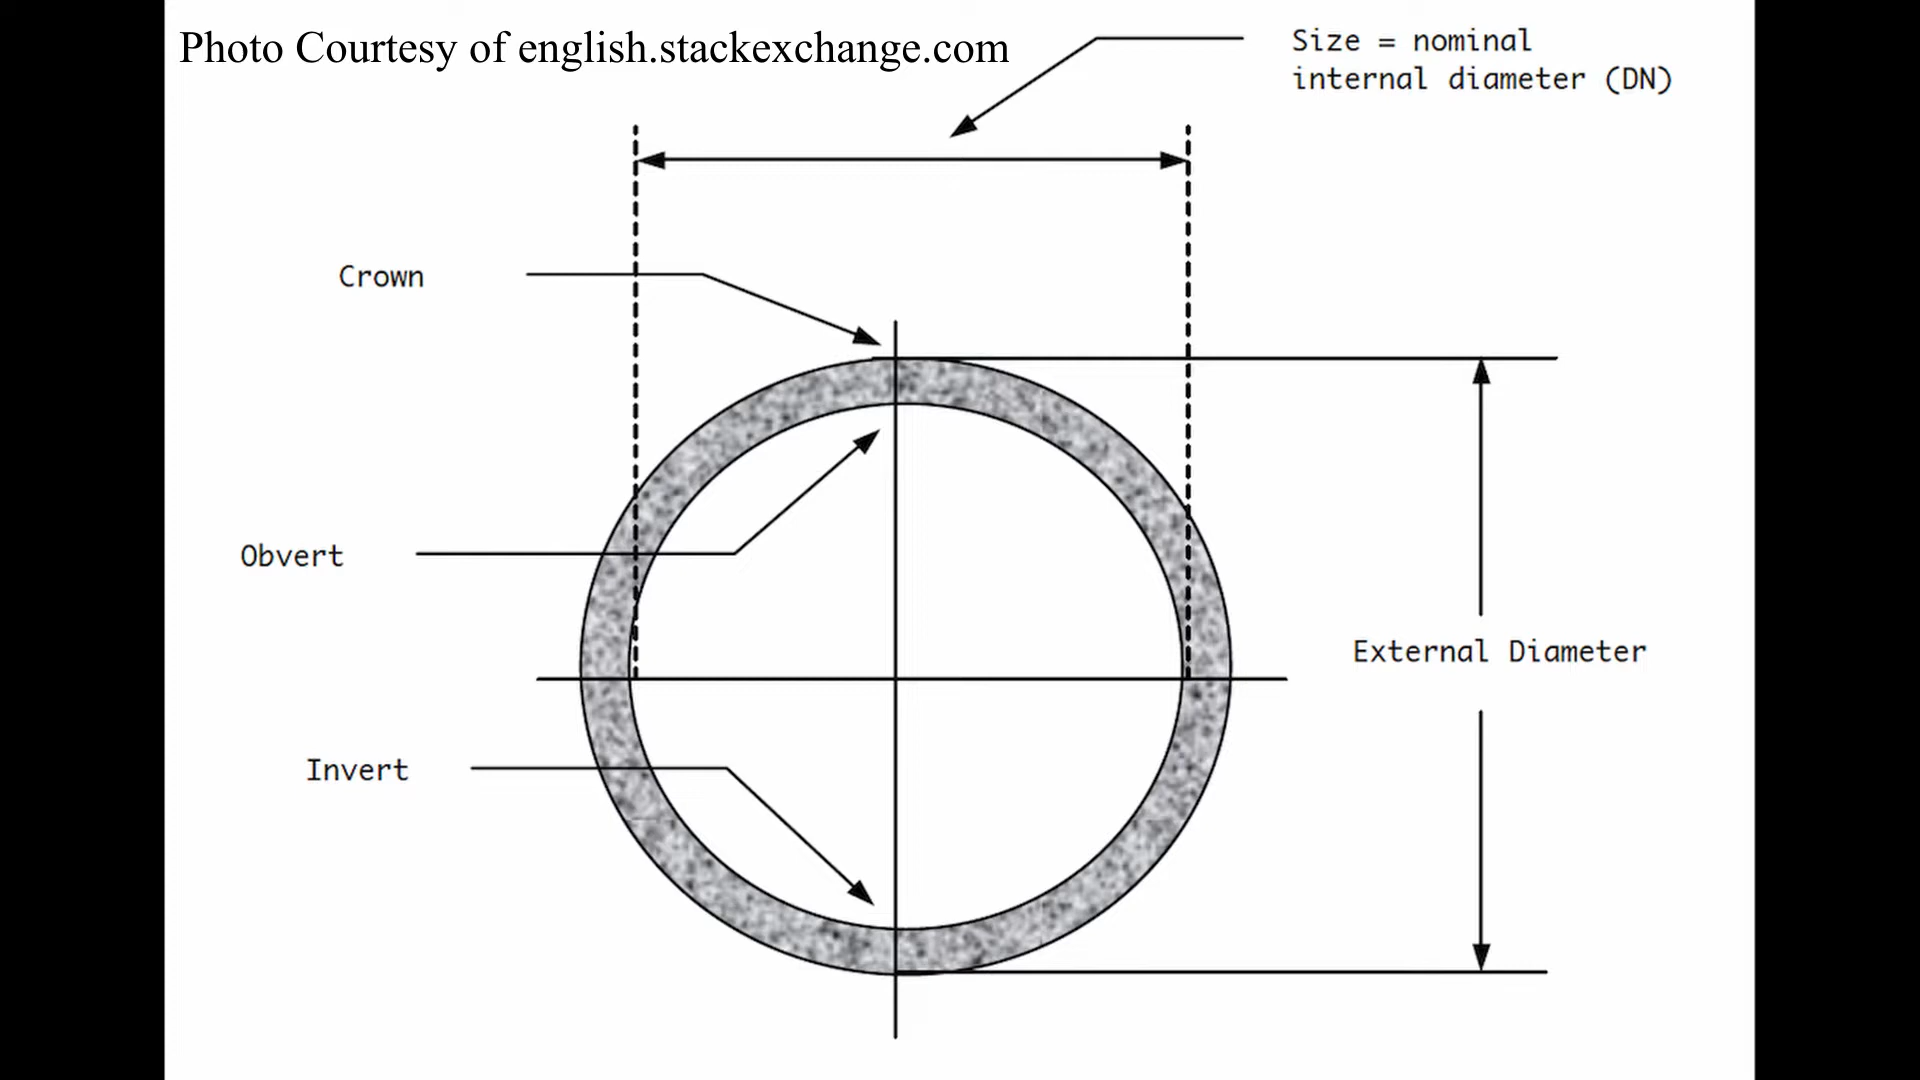 Photo Courtesy of english.stackexchange.com
Size = nominal
internal diameter (DN)
Crown
Obvert
External Diameter
Invert